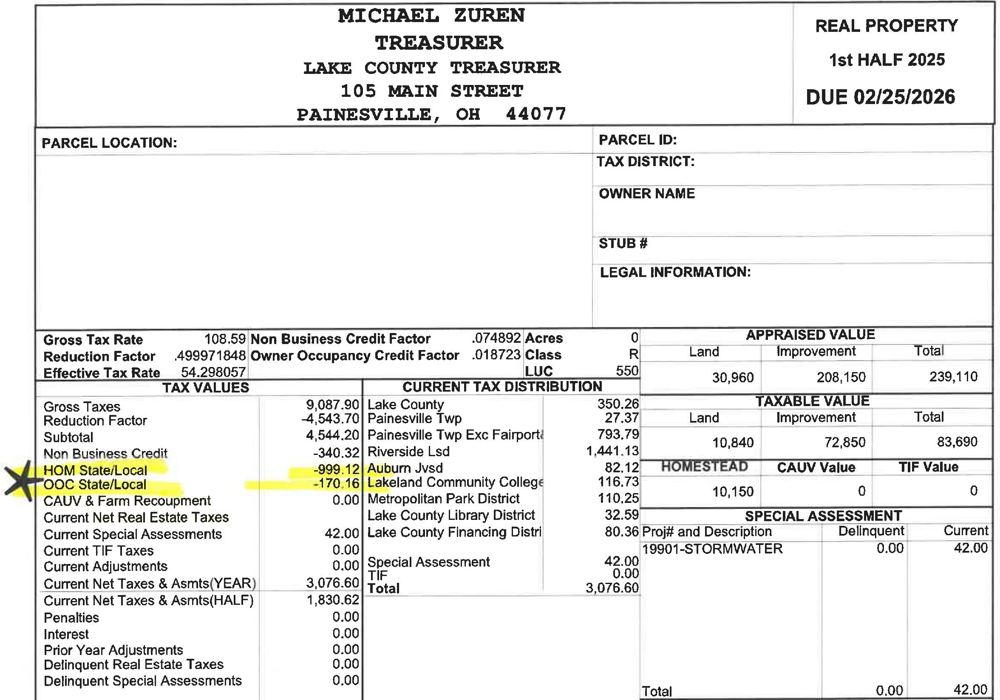 MICHAEL ZUREN
TREASURER
LAKE COUNTY TREASURER
105 MAIN STREET
PAINESVILLE, OH 44077
REAL PROPERTY
1st HALF 2025
DUE 02/25/2026
PARCEL LOCATION:
PARCEL ID:
TAX DISTRICT:
OWNER NAME
STUB #
LEGAL INFORMATION:
Gross Tax Rate 108.59 Non Business Credit Factor .074892 Acres 0
Reduction Factor .499971848 Owner Occupancy Credit Factor .018723 Class R
Effective Tax Rate 54.298057 LUC 550
APPRAISED VALUE
Land Improvement Total
30,960 208,150 239,110
TAXABLE VALUE
Land Improvement Total
10,840 72,850 83,690
HOMESTEAD CAUV Value TIF Value
10,150 0 0
SPECIAL ASSESSMENT
Proj# and Description Delinquent Current
19901-STORMWATER 0.00 42.00
Total 0.00 42.00
TAX VALUES
Gross Taxes 9,087.90
Reduction Factor -4,543.70
Subtotal 4,544.20
Non Business Credit -340.32
HOM State/Local -999.12
OOC State/Local -170.16
CAUV & Farm Recoupment 0.00
Current Net Real Estate Taxes
Current Special Assessments 42.00
Current TIF Taxes 0.00
Current Adjustments 0.00
Current Net Taxes & Asmts(YEAR) 3,076.60
Current Net Taxes & Asmts(HALF) 1,830.62
Penalties 0.00
Interest 0.00
Prior Year Adjustments 0.00
Delinquent Real Estate Taxes 0.00
Delinquent Special Assessments 0.00
CURRENT TAX DISTRIBUTION
Lake County 350.26
Painesville Twp 27.37
Painesville Twp Exc Fairport& 793.79
Riverside Lsd 1,441.13
Auburn Jvsd 82.12
Lakeland Community College 116.73
Metropolitan Park District 110.25
Lake County Library District 32.59
Lake County Financing Distri 80.36
Special Assessment 42.00
TIF 0.00
Total 3,076.60